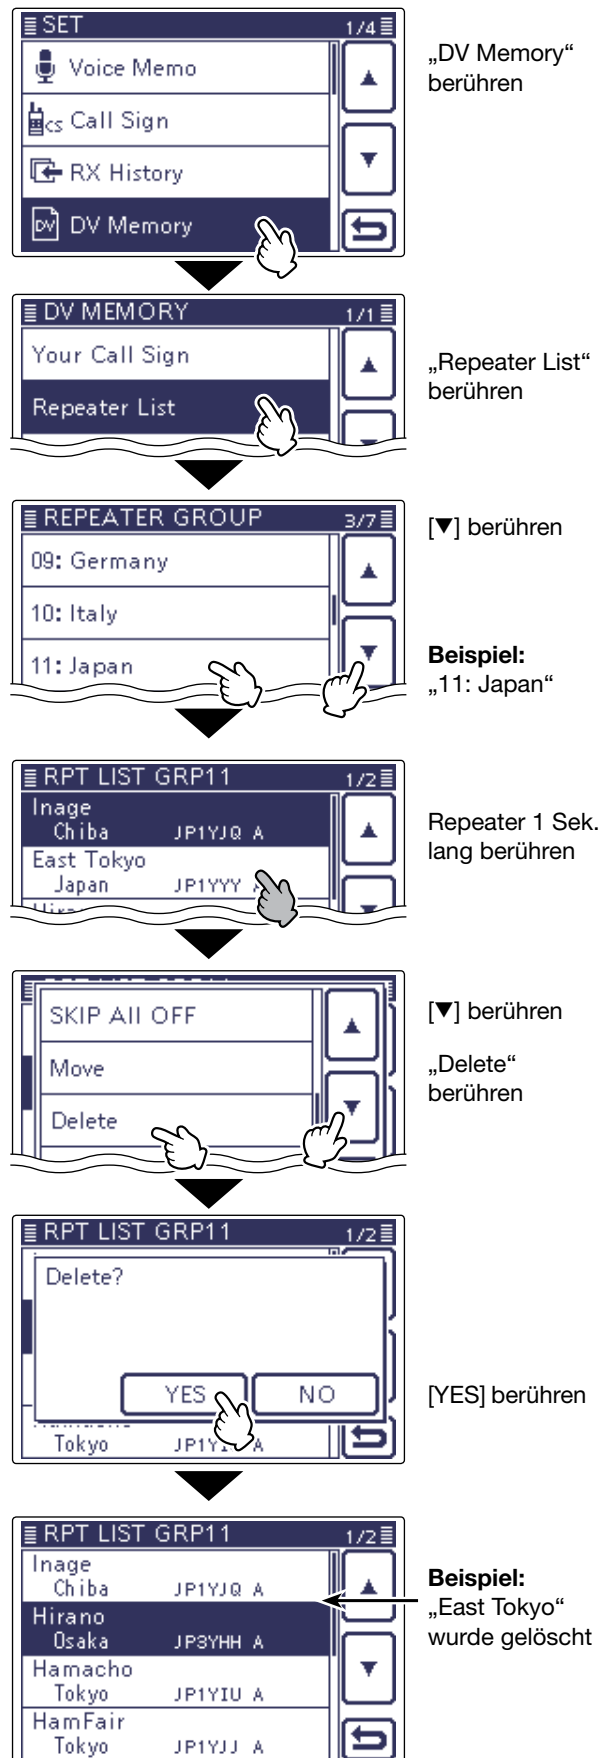 SET 1/4
Voice Memo
CS Call Sign
RX History
DV DV Memory
„DV Memory“
berühren
DV MEMORY 1/1
Your Call Sign
Repeater List
„Repeater List“
berühren
REPEATER GROUP 3/7
09: Germany
10: Italy
11: Japan
[▼] berühren
Beispiel:
„11: Japan“
RPT LIST GRP11 1/2
Inage
Chiba JP1YJQ A
East Tokyo
Japan JP1YYY
Repeater 1 Sek.
lang berühren
SKIP All OFF
Move
Delete
[▼] berühren
„Delete“
berühren
RPT LIST GRP11 1/2
Delete?
YES NO
Tokyo A
[YES] berühren
RPT LIST GRP11 1/2
Inage
Chiba JP1YJQ A
Hirano
Osaka JP3YHH A
Hamacho
Tokyo JP1YIU A
HamFair
Tokyo JP1YJJ A
Beispiel:
„East Tokyo“
wurde gelöscht